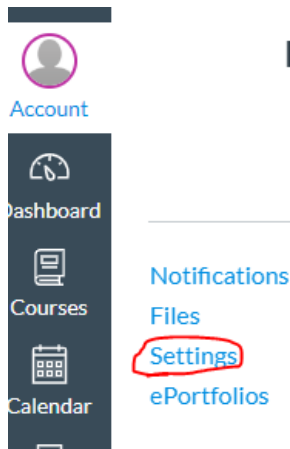 Account
Dashboard
Courses
Calendar
Notifications
Files
Settings
ePortfolios